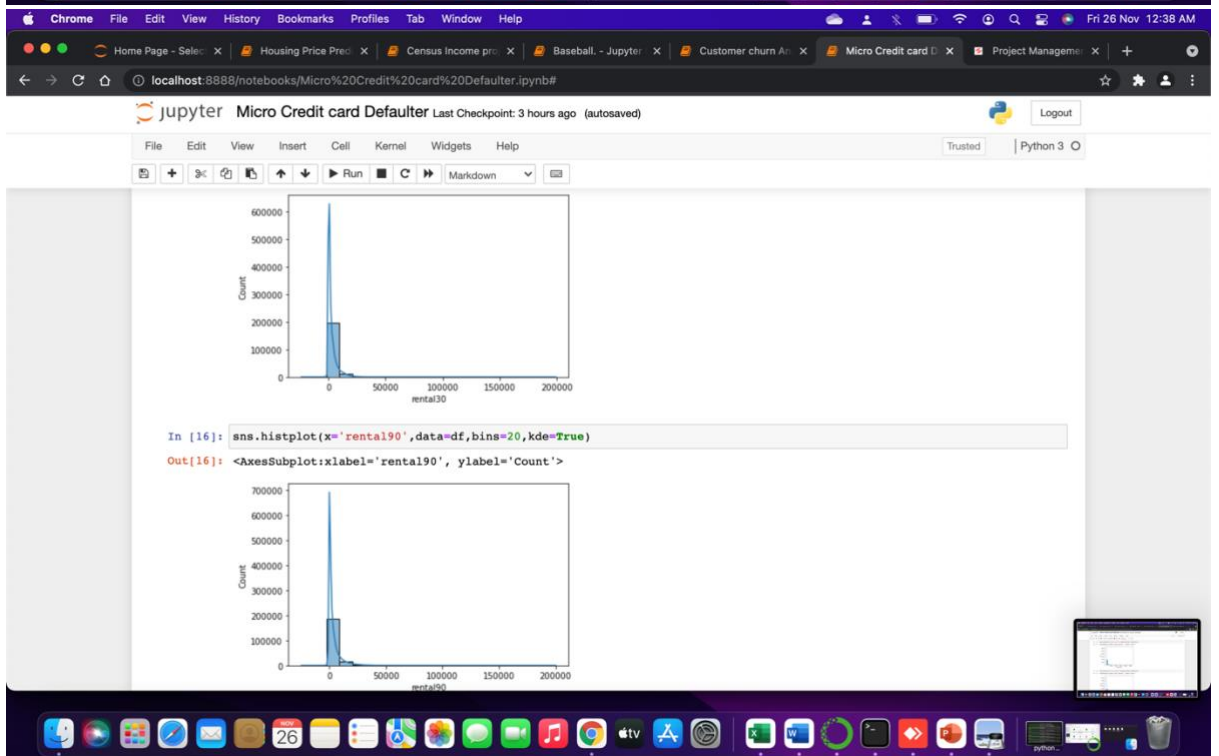 Chrome File Edit View History Bookmarks Profiles Tab Window Help Fri 26 Nov 12:38 AM
Home Page - Selec Housing Price Pred Census Income pro Baseball. - Jupyter Customer churn An Micro Credit card D Project Manageme
localhost:8888/notebooks/Micro%20Credit%20card%20Defaulter.ipynb#
jupyter Micro Credit card Defaulter Last Checkpoint: 3 hours ago (autosaved) Logout
File Edit View Insert Cell Kernel Widgets Help Trusted Python 3
Run Markdown
600000
500000
400000
300000
200000
100000
0
Count
0 50000 100000 150000 200000
rental30
In [16]: sns.histplot(x='rental90',data=df,bins=20,kde=True)
Out[16]: <AxesSubplot:xlabel='rental90', ylabel='Count'>
700000
600000
500000
400000
300000
200000
100000
0
Count
0 50000 100000 150000 200000
rental90
NOV
26
tv
python